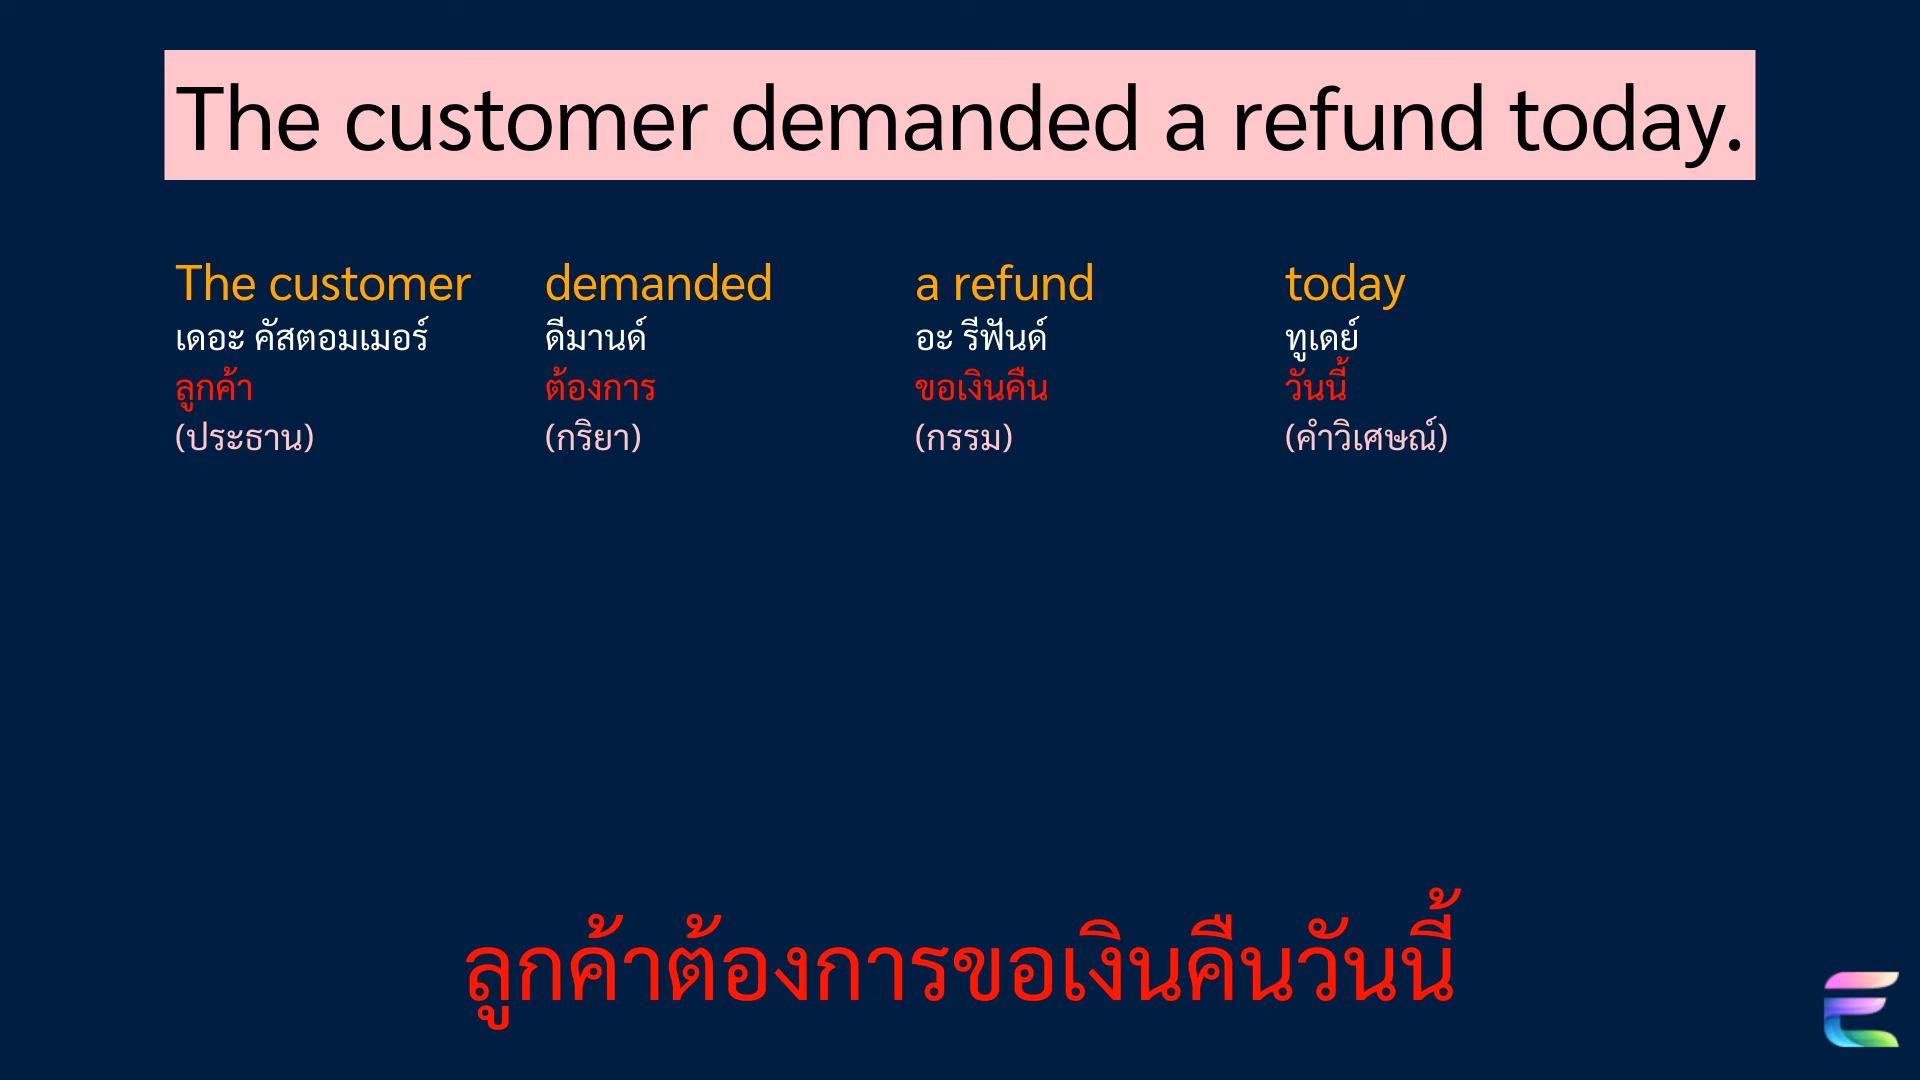 The customer demanded a refund today.
The customer demanded a refund today
เดอะ คัสตอมเมอร์ ดีมานด์ อะ รีฟันด์ ทูเดย์
ลูกค้า ต้องการ ขอเงินคืน วันนี้
(ประธาน) (กริยา) (กรรม) (คำวิเศษณ์)
ลูกค้าต้องการขอเงินคืนวันนี้